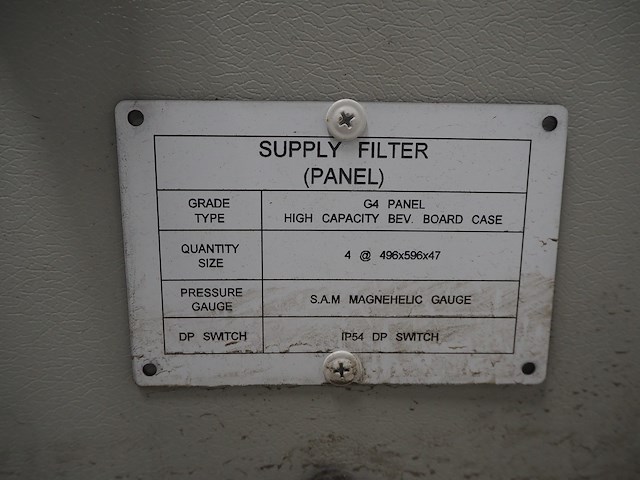 SUPPLY FILTER
(PANEL)
GRADE
TYPE
G4 PANEL
HIGH CAPACITY BEV. BOARD CASE
QUANTITY
SIZE
4 @ 496x596x47
PRESSURE
GAUGE
S.A.M MAGNEHELIC GAUGE
DP SWITCH
IP54 DP SWITCH